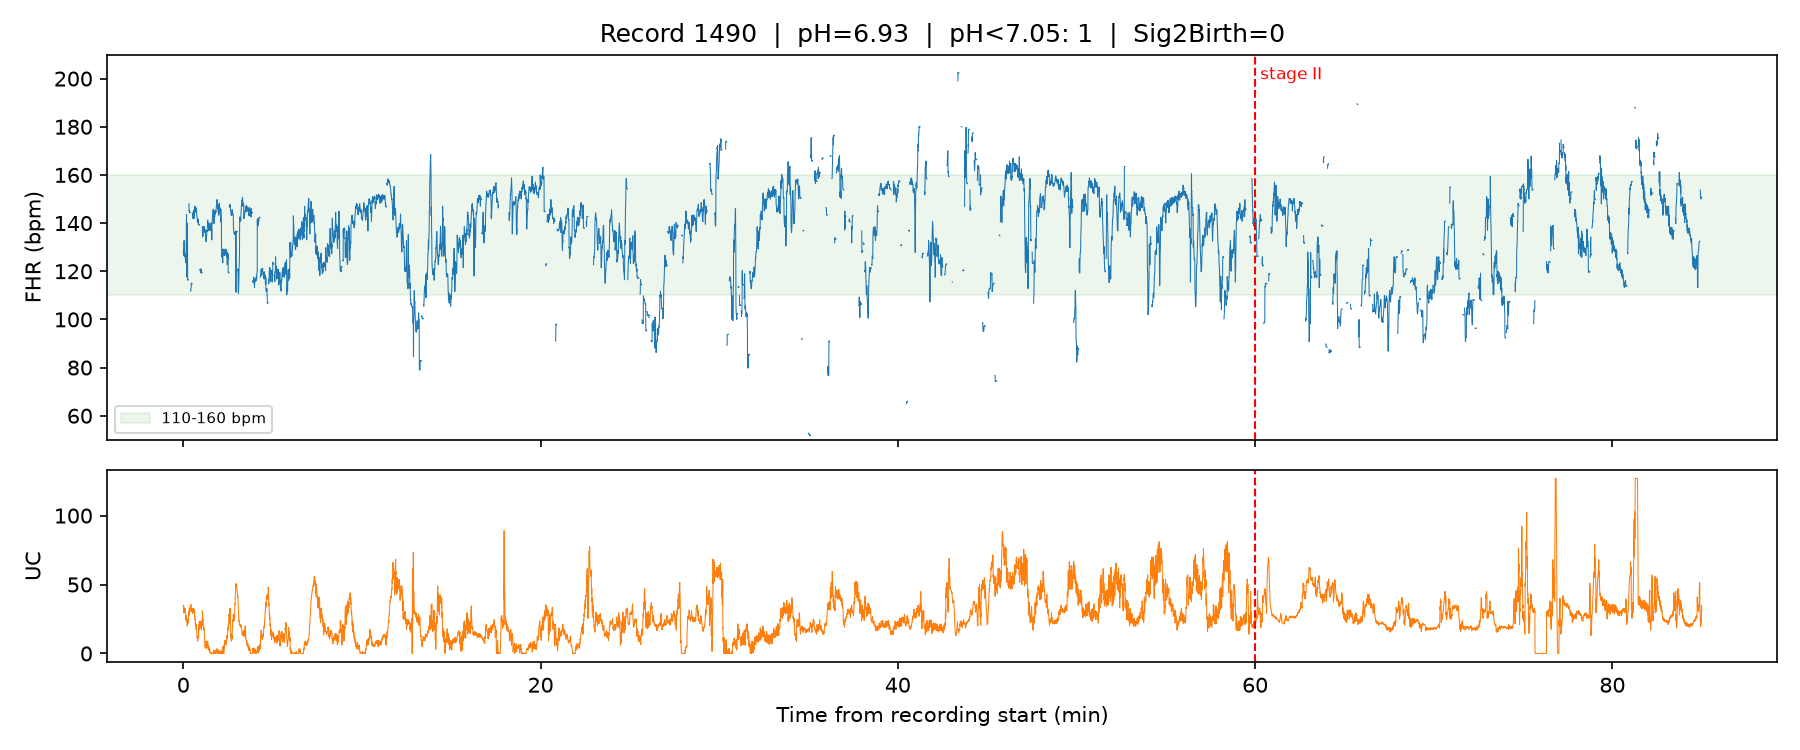 Record 1490 | pH=6.93 | pH<7.05: 1 | Sig2Birth=0
FHR (bpm)
200
180
160
140
120
100
80
60
stage II
110-160 bpm
UC
100
50
0
0
20
40
60
80
Time from recording start (min)